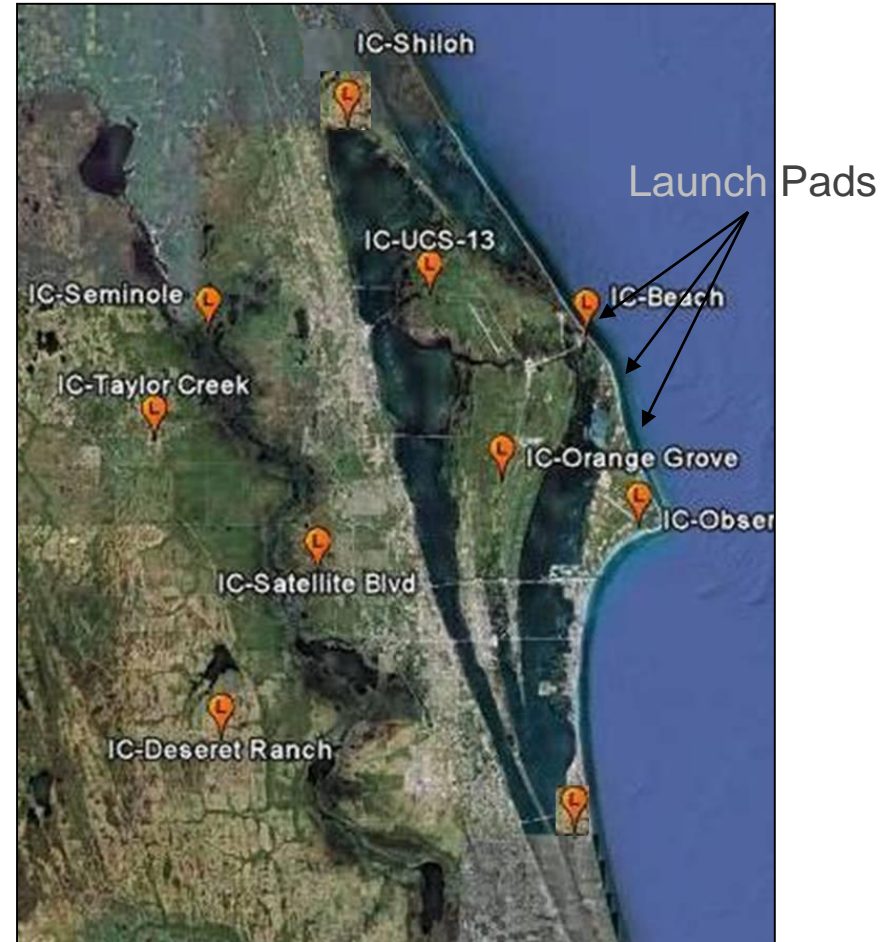 IC-Shiloh
Launch Pads
IC-UCS-13
IC-Seminole
IC-Beach
IC-Taylor Creek
IC-Orange Grove
IC-Obser
IC-Satellite Blvd
IC-Deseret Ranch